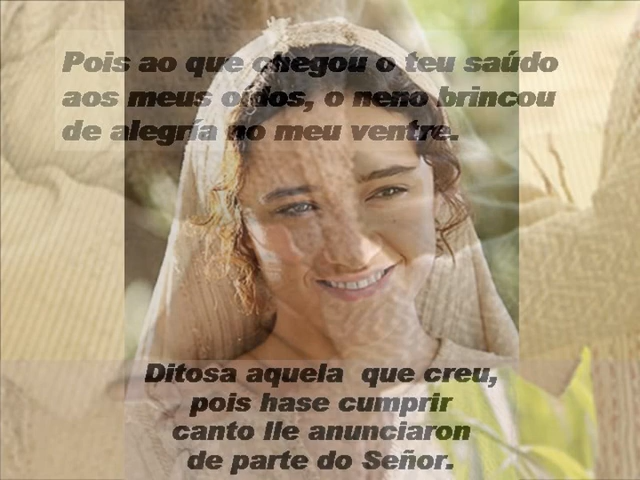 Pois ao que chegou o teu saúdo
aos meus oídos, o neno brincou
de alegría no meu ventre.
Ditosa aquela que creu,
pois hase cumprir
canto lle anunciaron
de parte do Señor.